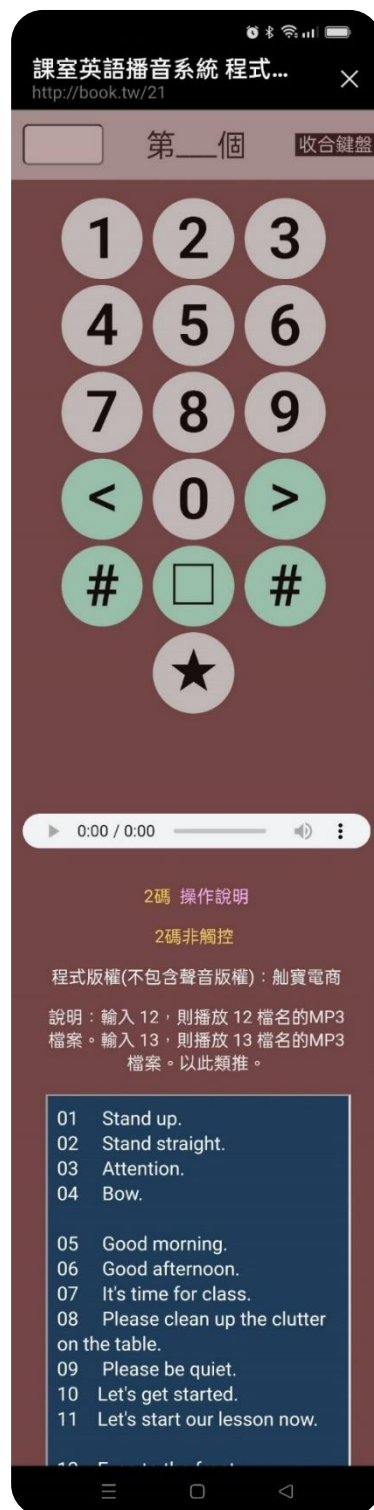 課室英語播音系統 程式...
http://book.tw/21
第___個 收合鍵盤
1 2 3
4 5 6
7 8 9
< 0 >
# □ #
★
0:00 / 0:00
2碼 操作說明
2碼非觸控
程式版權(不包含聲音版權)：舢寶電商
說明：輸入 12，則播放 12 檔名的MP3
檔案。輸入 13，則播放 13 檔名的MP3
檔案。以此類推。
01 Stand up.
02 Stand straight.
03 Attention.
04 Bow.
05 Good morning.
06 Good afternoon.
07 It's time for class.
08 Please clean up the clutter
on the table.
09 Please be quiet.
10 Let's get started.
11 Let's start our lesson now.